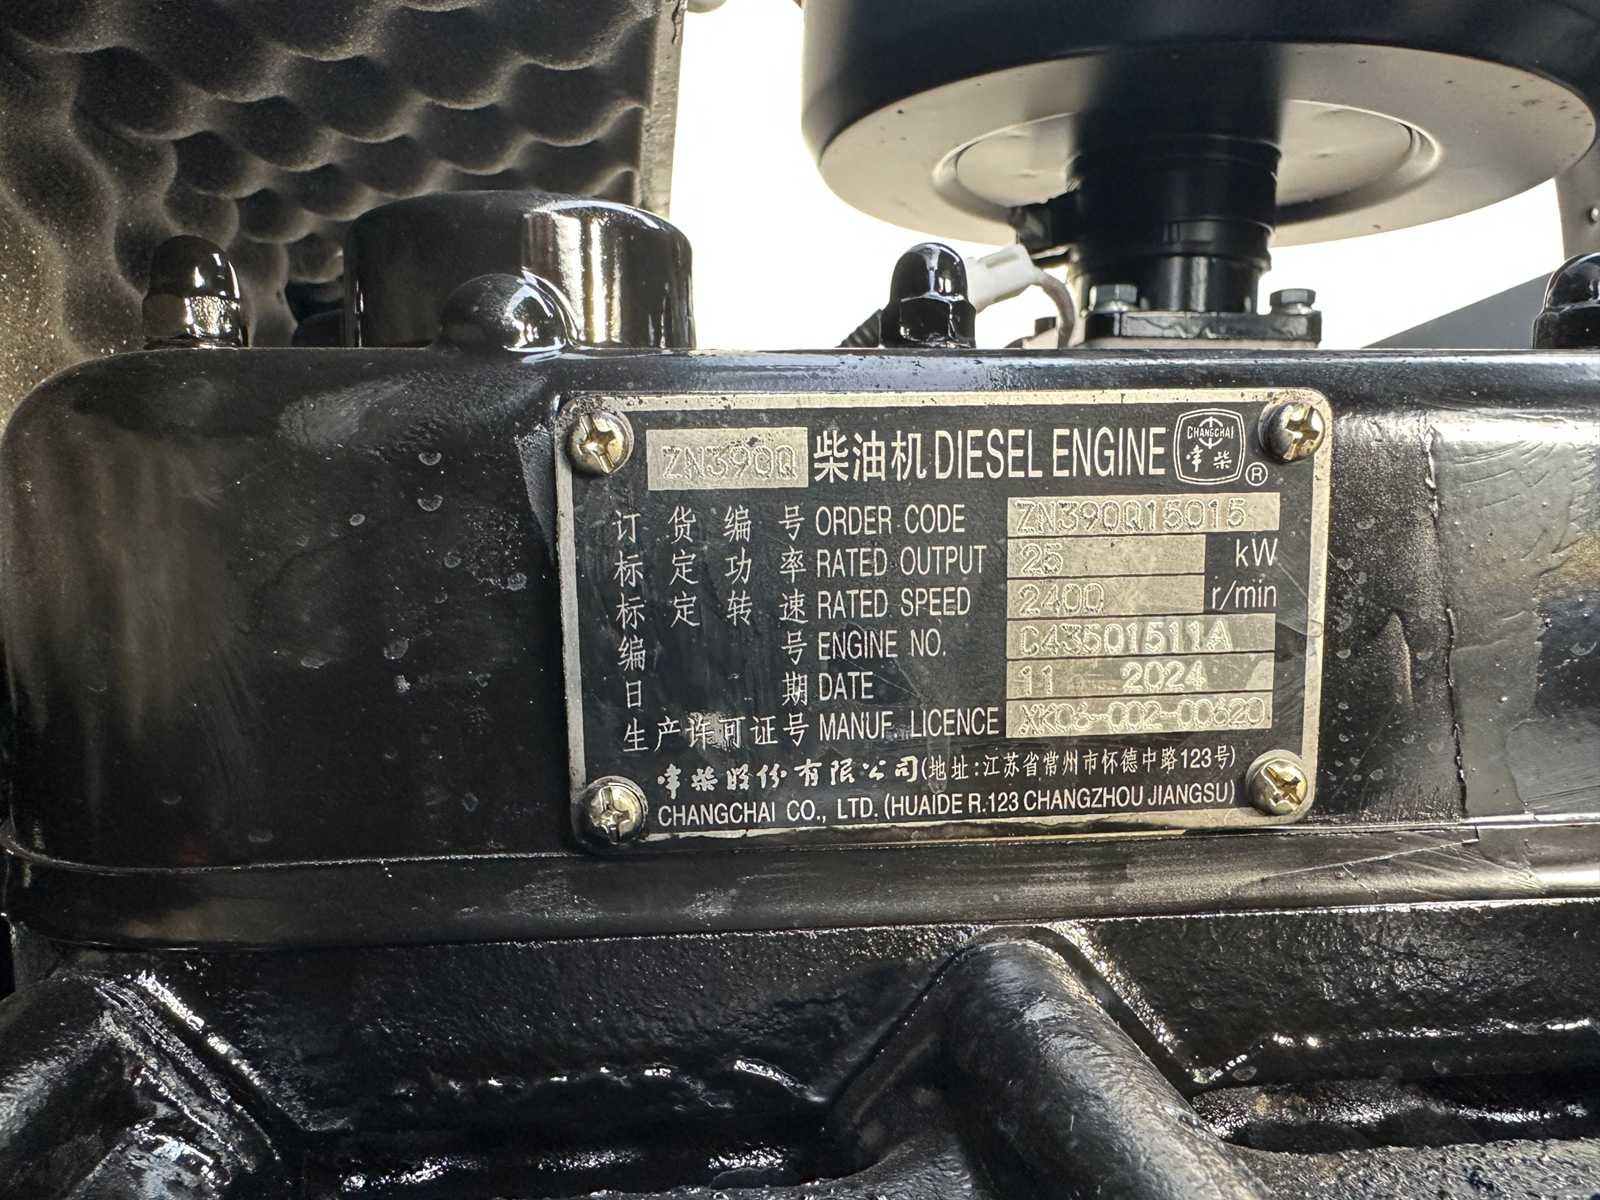 ZN390Q 柴油机 DIESEL ENGINE CHANGCHAI 常柴 ®
订货编号 ORDER CODE ZN390Q15015
标定功率 RATED OUTPUT 25 kW
标定转速 RATED SPEED 2400 r/min
编号 ENGINE NO. C43501511A
日期 DATE 11 2024
生产许可证号 MANUF. LICENCE XK06-002-00620
常柴股份有限公司(地址:江苏省常州市怀德中路123号)
CHANGCHAI CO., LTD. (HUAIDE R.123 CHANGZHOU JIANGSU)